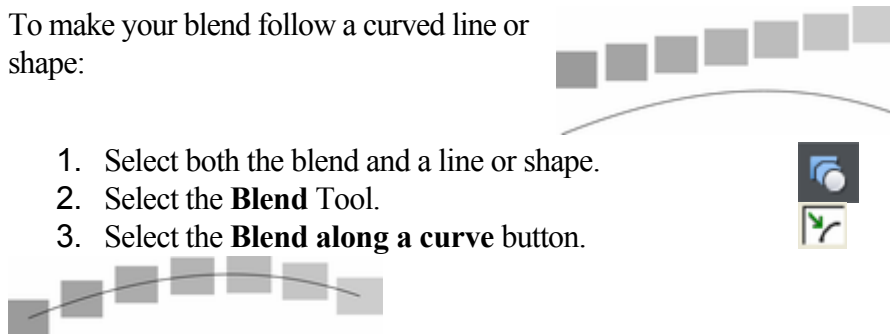 To make your blend follow a curved line or
shape:
1. Select both the blend and a line or shape.
2. Select the Blend Tool.
3. Select the Blend along a curve button.